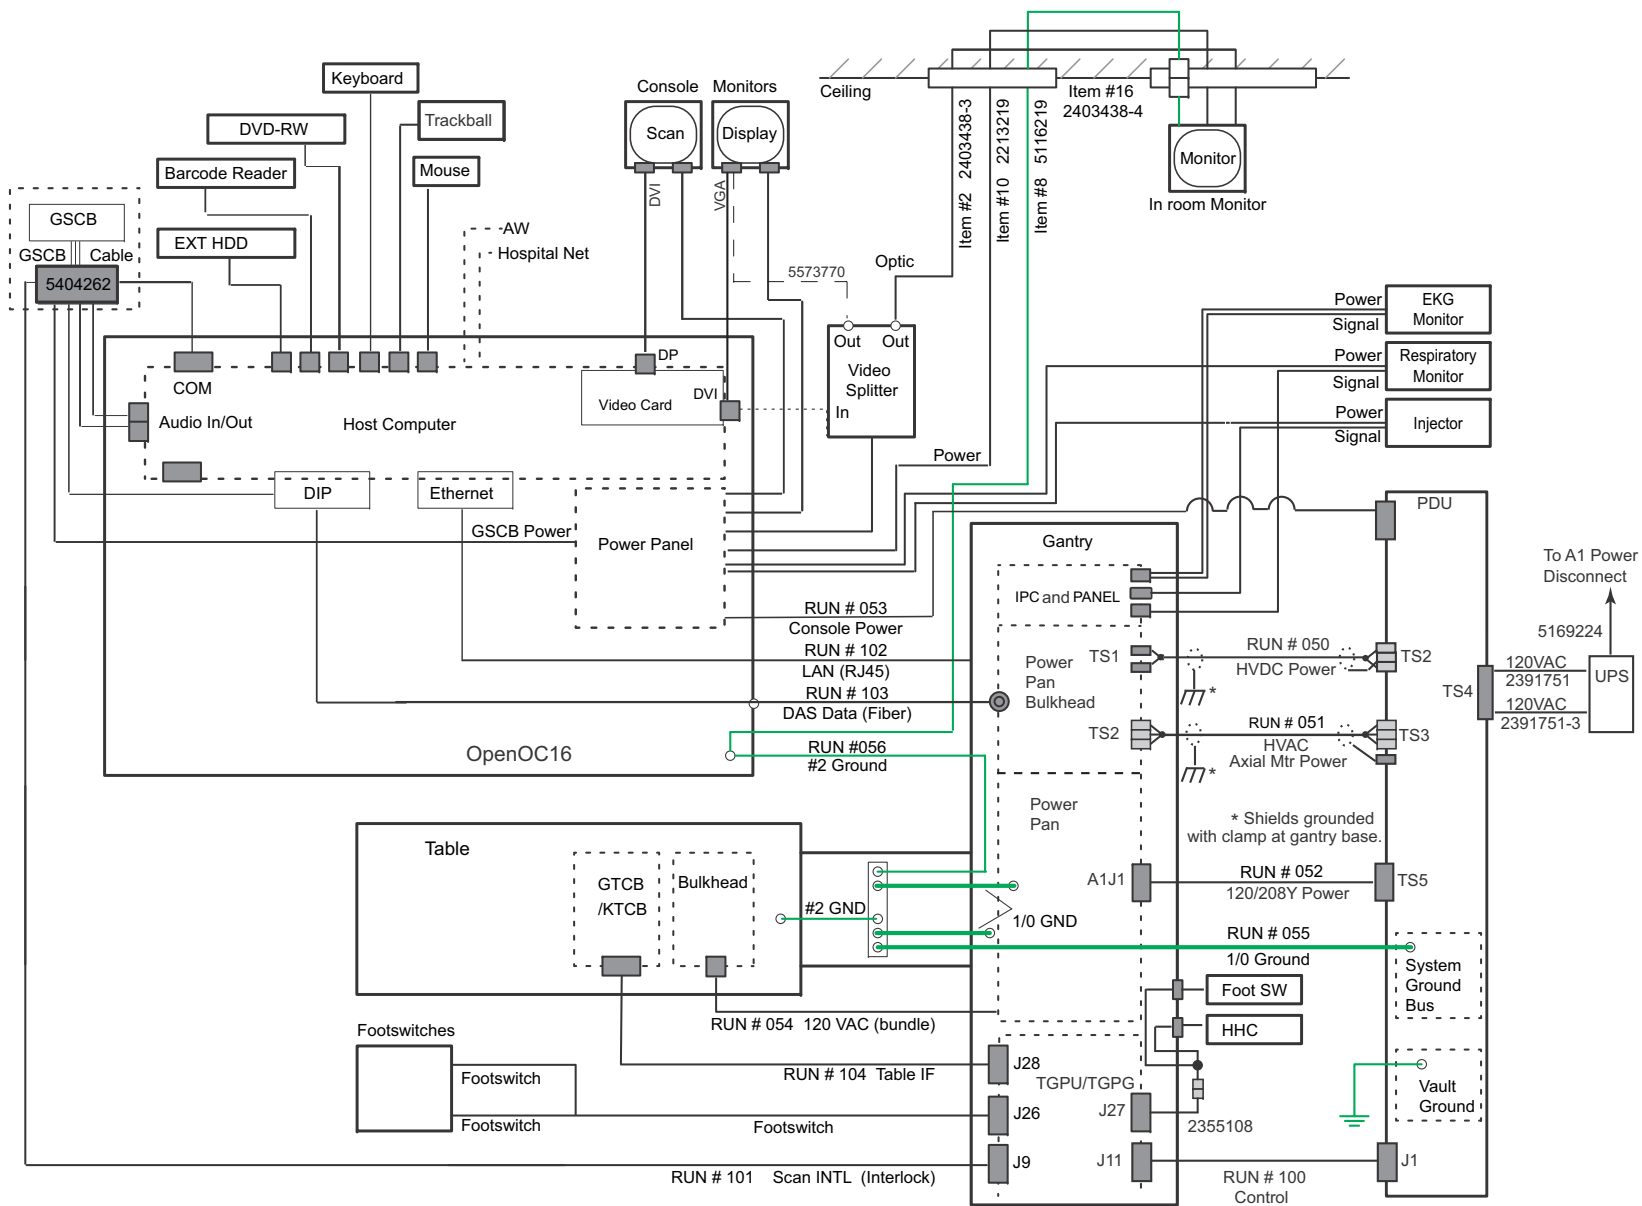 Keyboard
Trackball
DVD-RW
Mouse
Barcode Reader
EXT HDD
GSCB
GSCB Cable
5404262
AW
Hospital Net
Console Monitors
Scan
Display
DVI
VGA
5573770
Optic
Ceiling
Item #2 2403438-3
Item #10 2213219
Item #8 5116219
Item #16
2403438-4
Monitor
In room Monitor
Out Out
Video
Splitter
In
Power
Signal
EKG
Monitor
Power
Signal
Respiratory
Monitor
Power
Signal
Injector
COM
Audio In/Out
Host Computer
DP
Video Card
DVI
DIP
Ethernet
Power
GSCB Power
Power Panel
OpenOC16
RUN # 053
Console Power
RUN # 102
LAN (RJ45)
RUN # 103
DAS Data (Fiber)
RUN #056
#2 Ground
Gantry
IPC and PANEL
Power
Pan
Bulkhead
TS1
TS2
RUN # 050
HVDC Power
*
RUN # 051
HVAC
Axial Mtr Power
*
PDU
TS2
TS3
TS4
To A1 Power
Disconnect
5169224
120VAC
2391751
120VAC
2391751-3
UPS
Power
Pan
* Shields grounded
with clamp at gantry base.
A1J1
RUN # 052
120/208Y Power
TS5
Table
GTCB
/KTCB
Bulkhead
#2 GND
1/0 GND
RUN # 055
1/0 Ground
System
Ground
Bus
Foot SW
HHC
RUN # 054 120 VAC (bundle)
Footswitches
Footswitch
Footswitch
Footswitch
RUN # 104 Table IF
J28
TGPU/TGPG
J26
J27
2355108
Vault
Ground
RUN # 101 Scan INTL (Interlock)
J9
J11
RUN # 100
Control
J1